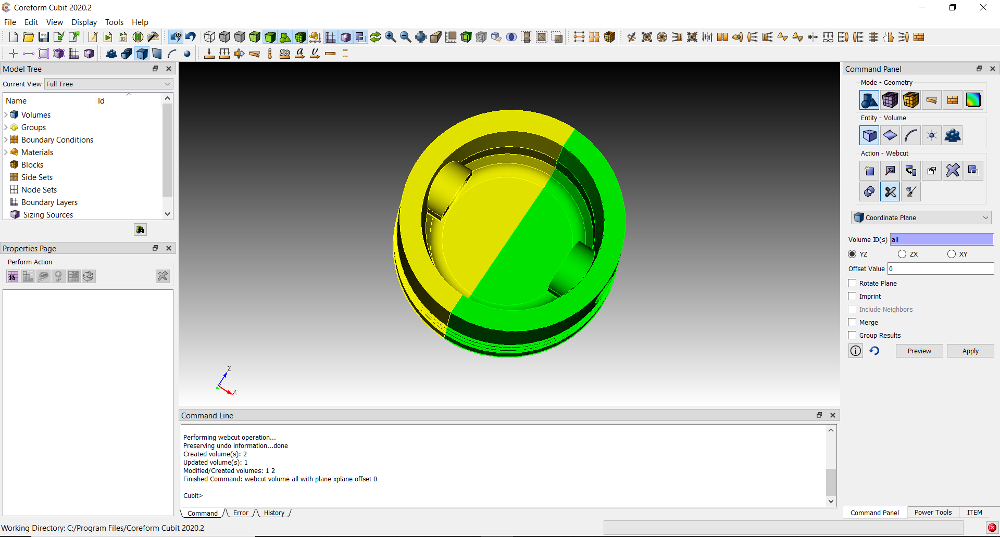 Coreform Cubit 2020.2
File Edit View Display Tools Help
Model Tree
Current View Full Tree
Name Id
Volumes
Groups
Boundary Conditions
Materials
Blocks
Side Sets
Node Sets
Boundary Layers
Sizing Sources
Properties Page
Perform Action
Z
X
Command Line
Performing webcut operation...
Preserving undo information...done
Created volume(s): 2
Updated volume(s): 1
Modified/Created volumes: 1 2
Finished Command: webcut volume all with plane xplane offset 0
Cubit>
Command Error History
Command Panel
Mode - Geometry
Entity - Volume
Action - Webcut
Coordinate Plane
Volume ID(s) all
YZ ZX XY
Offset Value 0
Rotate Plane
Imprint
Include Neighbors
Merge
Group Results
Preview Apply
Command Panel Power Tools ITEM
Working Directory: C:/Program Files/Coreform Cubit 2020.2